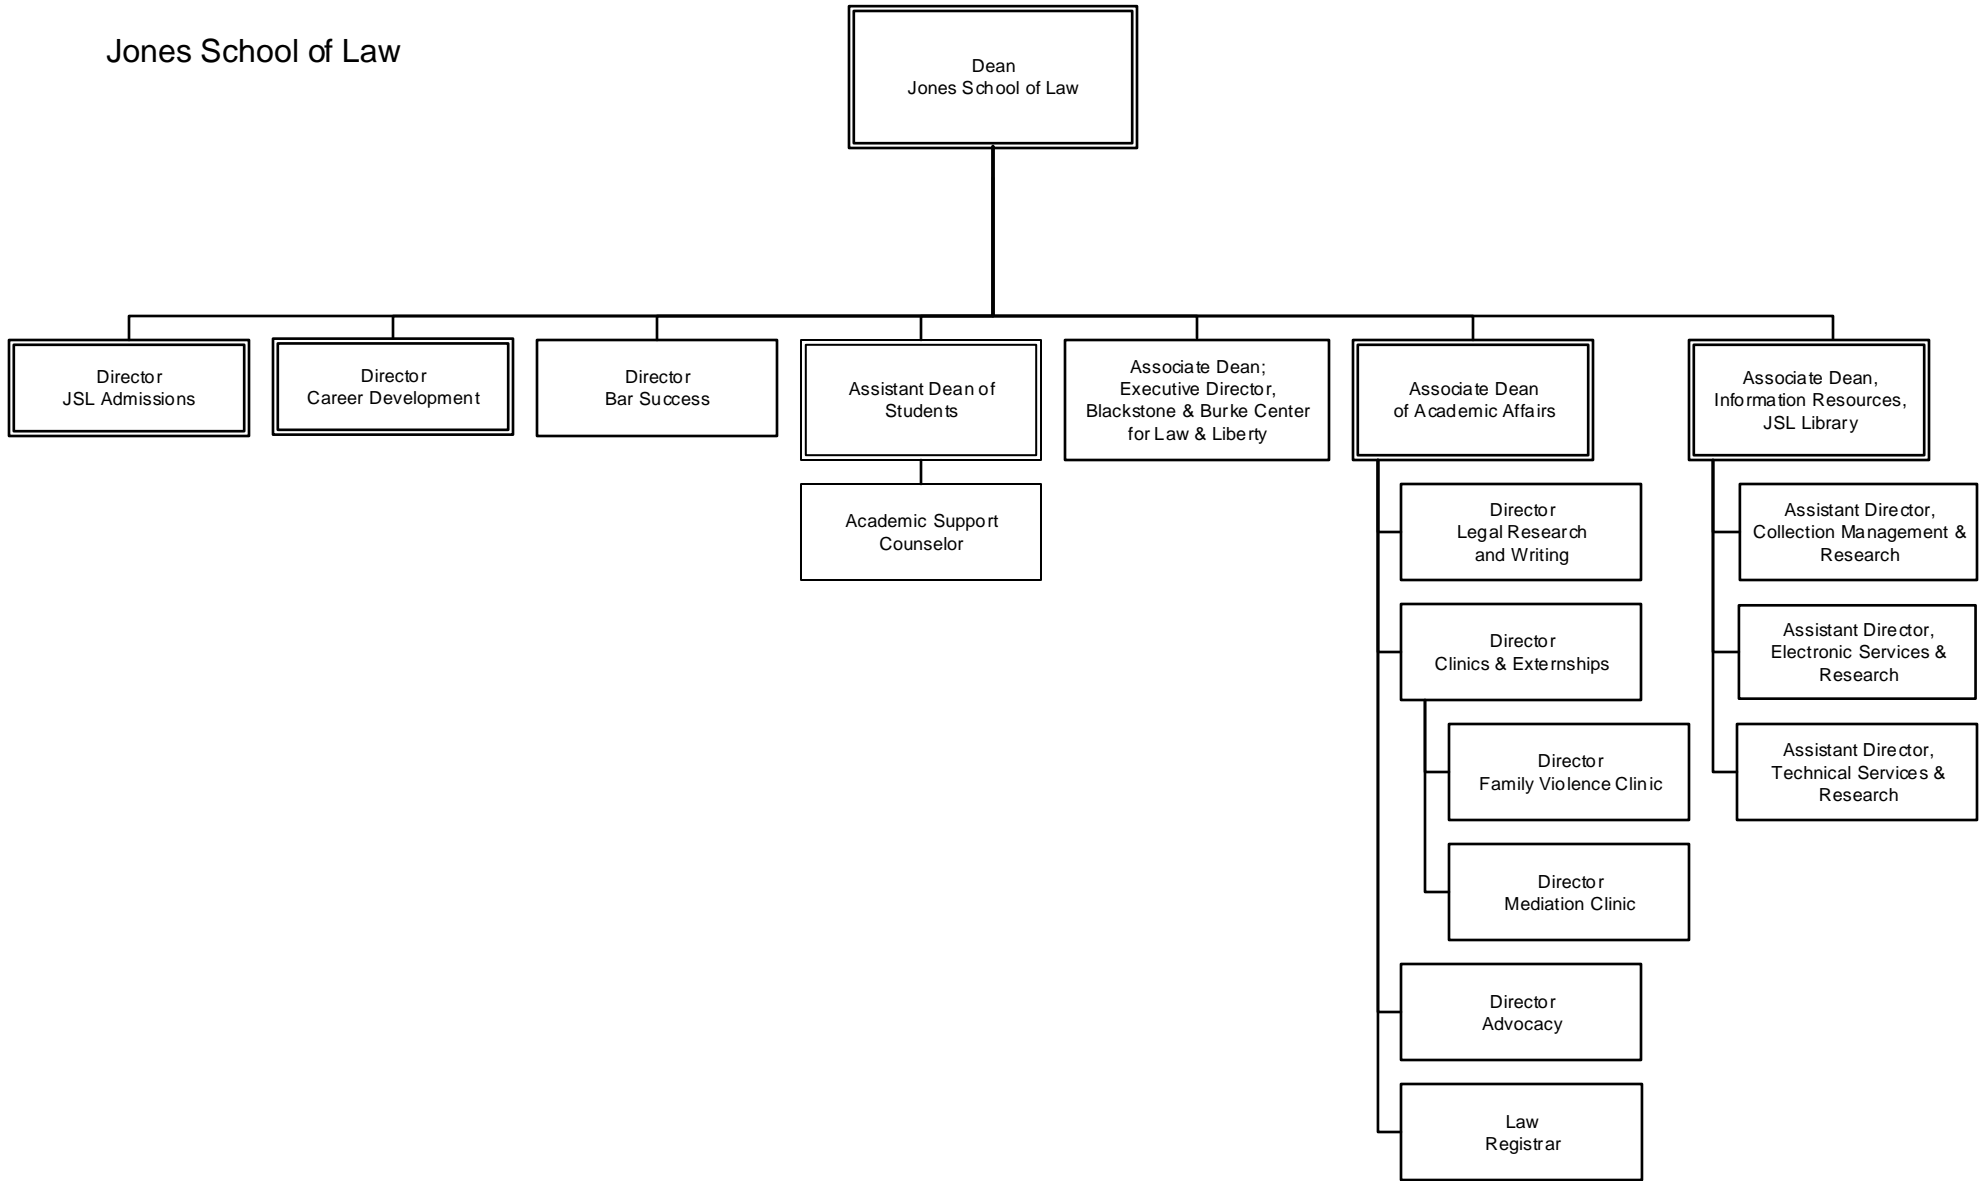 Jones School of Law
Dean
Jones School of Law
Director
JSL Admissions
Director
Career Development
Director
Bar Success
Assistant Dean of
Students
Associate Dean;
Executive Director,
Blackstone & Burke Center
for Law & Liberty
Associate Dean
of Academic Affairs
Associate Dean,
Information Resources,
JSL Library
Academic Support
Counselor
Director
Legal Research
and Writing
Director
Clinics & Externships
Director
Family Violence Clinic
Director
Mediation Clinic
Director
Advocacy
Law
Registrar
Assistant Director,
Collection Management &
Research
Assistant Director,
Electronic Services &
Research
Assistant Director,
Technical Services &
Research